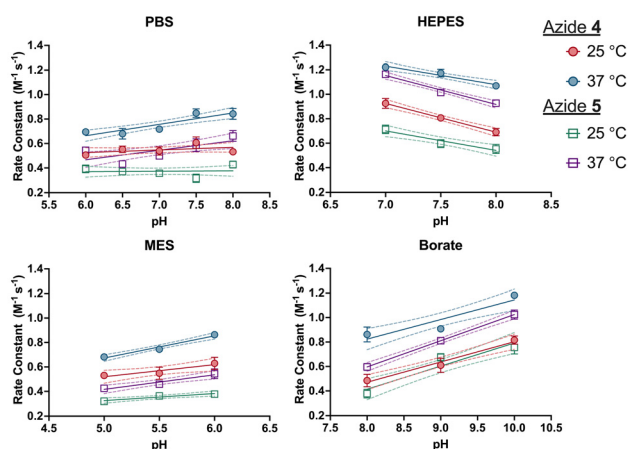 PBS
Rate Constant (M⁻¹ s⁻¹)
1.4
1.2
1.0
0.8
0.6
0.4
0.2
5.5 6.0 6.5 7.0 7.5 8.0 8.5
pH
HEPES
Rate Constant (M⁻¹ s⁻¹)
1.4
1.2
1.0
0.8
0.6
0.4
0.2
6.5 7.0 7.5 8.0 8.5
pH
Azide 4
25 °C
37 °C
Azide 5
25 °C
37 °C
MES
Rate Constant (M⁻¹ s⁻¹)
1.4
1.2
1.0
0.8
0.6
0.4
0.2
4.5 5.0 5.5 6.0 6.5
pH
Borate
Rate Constant (M⁻¹ s⁻¹)
1.4
1.2
1.0
0.8
0.6
0.4
0.2
7.5 8.0 8.5 9.0 9.5 10.0 10.5
pH